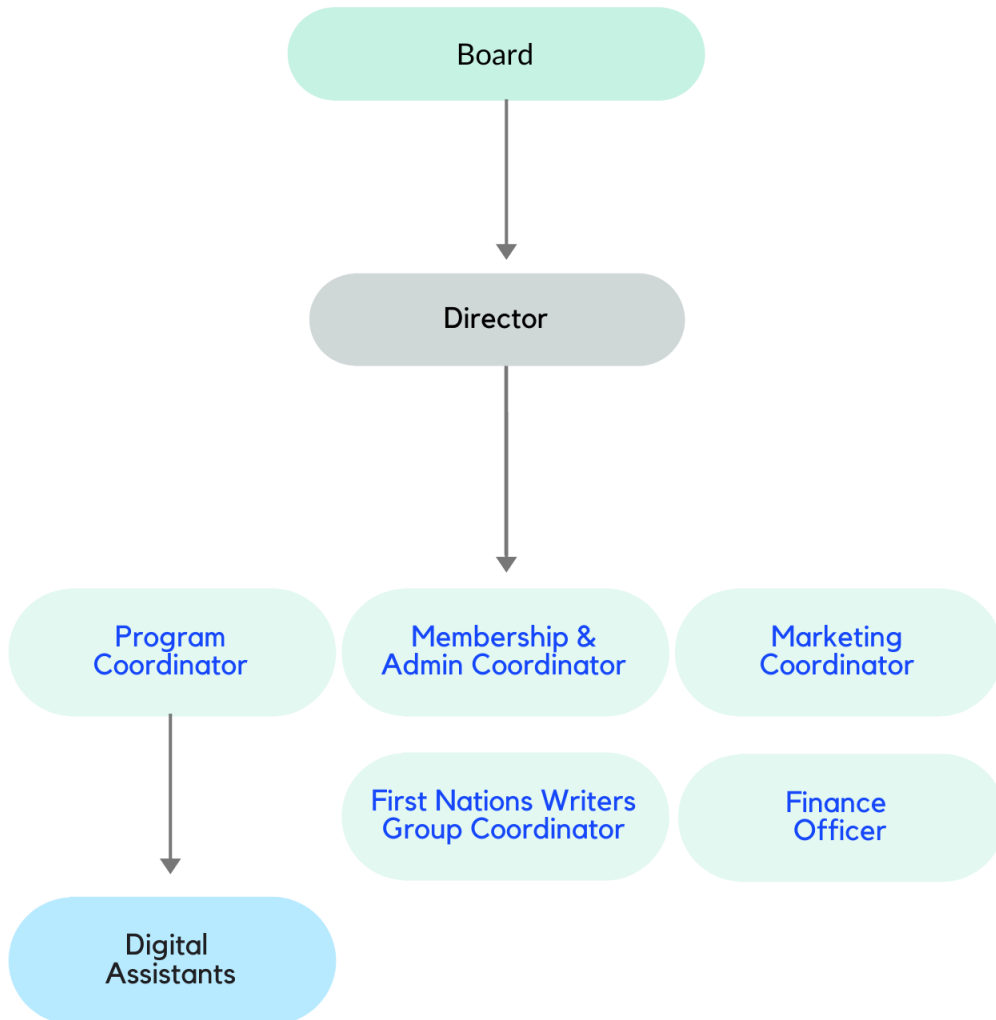 Board
Director
Program
Coordinator
Membership &
Admin Coordinator
Marketing
Coordinator
First Nations Writers
Group Coordinator
Finance
Officer
Digital
Assistants